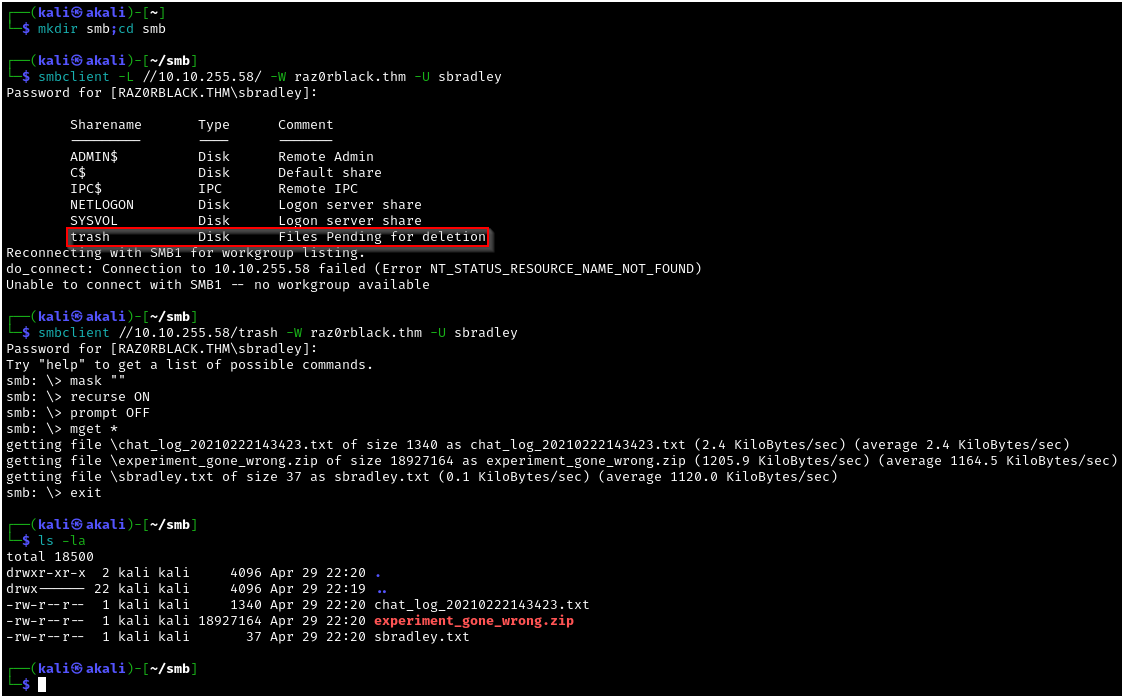 ┌──(kali㉿akali)-[~]
└─$ mkdir smb;cd smb
┌──(kali㉿akali)-[~/smb]
└─$ smbclient -L //10.10.255.58/ -W raz0rblack.thm -U sbradley
Password for [RAZ0RBLACK.THM\sbradley]:
Sharename       Type      Comment
---------       ----      -------
ADMIN$          Disk      Remote Admin
C$              Disk      Default share
IPC$            IPC       Remote IPC
NETLOGON        Disk      Logon server share
SYSVOL          Disk      Logon server share
trash           Disk      Files Pending for deletion
Reconnecting with SMB1 for workgroup listing.
do_connect: Connection to 10.10.255.58 failed (Error NT_STATUS_RESOURCE_NAME_NOT_FOUND)
Unable to connect with SMB1 -- no workgroup available
┌──(kali㉿akali)-[~/smb]
└─$ smbclient //10.10.255.58/trash -W raz0rblack.thm -U sbradley
Password for [RAZ0RBLACK.THM\sbradley]:
Try "help" to get a list of possible commands.
smb: \> mask ""
smb: \> recurse ON
smb: \> prompt OFF
smb: \> mget *
getting file \chat_log_20210222143423.txt of size 1340 as chat_log_20210222143423.txt (2.4 KiloBytes/sec) (average 2.4 KiloBytes/sec)
getting file \experiment_gone_wrong.zip of size 18927164 as experiment_gone_wrong.zip (1205.9 KiloBytes/sec) (average 1164.5 KiloBytes/sec)
getting file \sbradley.txt of size 37 as sbradley.txt (0.1 KiloBytes/sec) (average 1120.0 KiloBytes/sec)
smb: \> exit
┌──(kali㉿akali)-[~/smb]
└─$ ls -la
total 18500
drwxr-xr-x  2 kali kali     4096 Apr 29 22:20 .
drwx------ 22 kali kali     4096 Apr 29 22:19 ..
-rw-r--r--  1 kali kali     1340 Apr 29 22:20 chat_log_20210222143423.txt
-rw-r--r--  1 kali kali 18927164 Apr 29 22:20 experiment_gone_wrong.zip
-rw-r--r--  1 kali kali       37 Apr 29 22:20 sbradley.txt
┌──(kali㉿akali)-[~/smb]
└─$